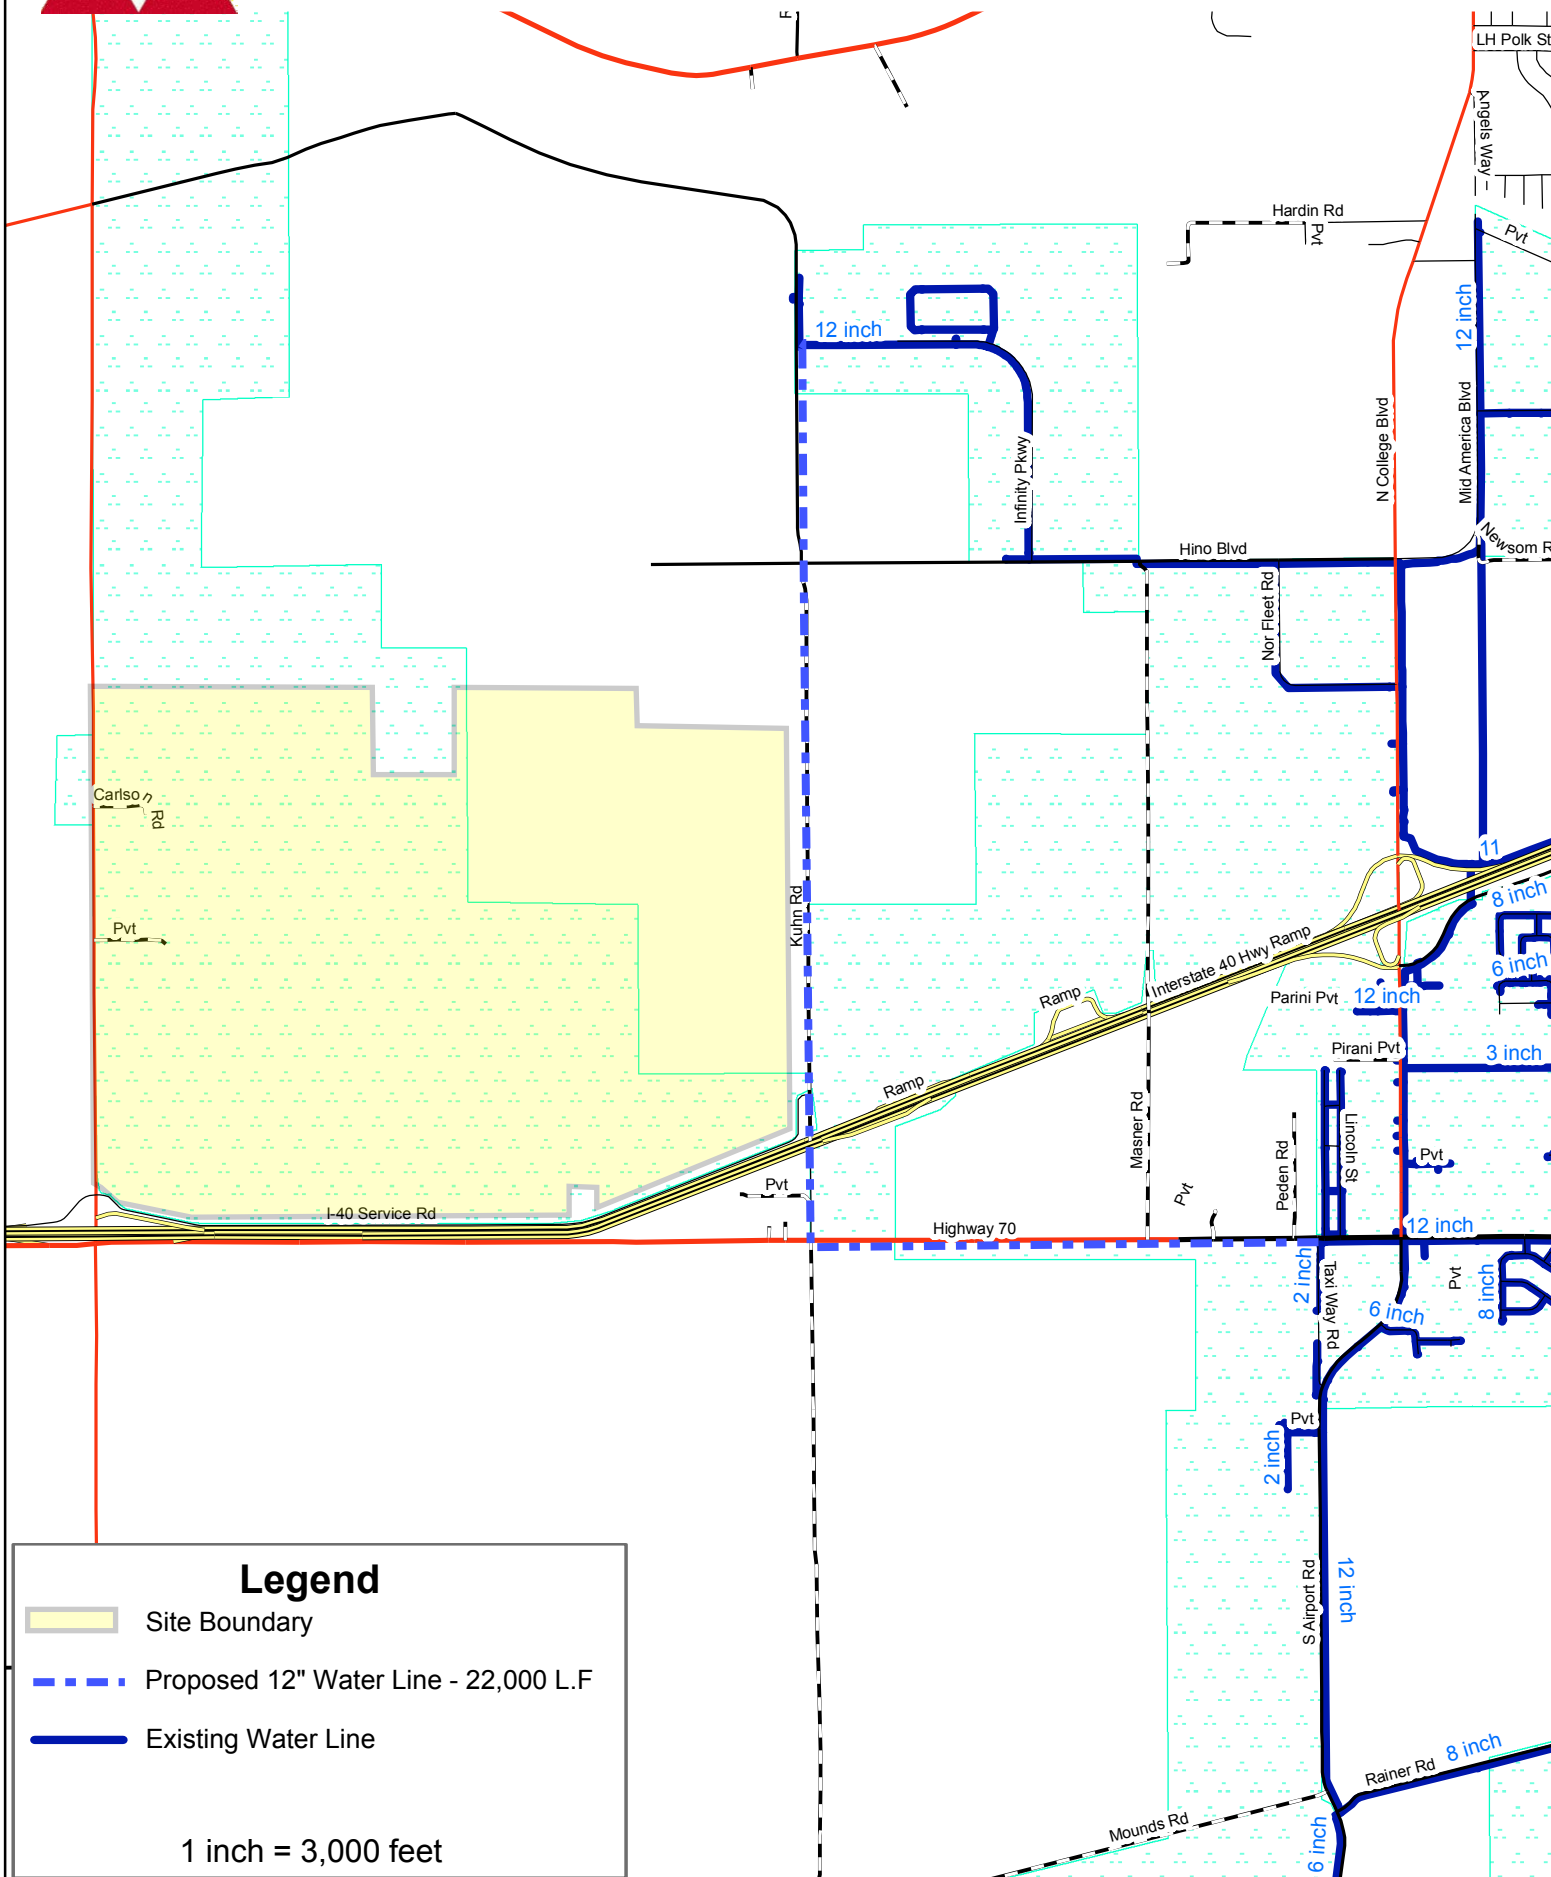 LH Polk St
Angels Way
Hardin Rd
Pvt
Pvt
12 inch
12 inch
N College Blvd
Mid America Blvd
Infinity Pkwy
Newsom R
Hino Blvd
Nor Fleet Rd
Carlson Rd
11
8 inch
Kuhn Rd
Pvt
Ramp
Interstate 40 Hwy
6 inch
Ramp
Parini Pvt
12 inch
Pirani Pvt
3 inch
Ramp
Masner Rd
Lincoln St
Peden Rd
Pvt
Pvt
Pvt
I-40 Service Rd
Highway 70
12 inch
2 inch
Taxi Way Rd
Pvt
8 inch
6 inch
Pvt
2 inch
S Airport Rd
12 inch
Legend
Site Boundary
Proposed 12" Water Line - 22,000 L.F
Existing Water Line
1 inch = 3,000 feet
Rainer Rd
8 inch
Mounds Rd
6 inch